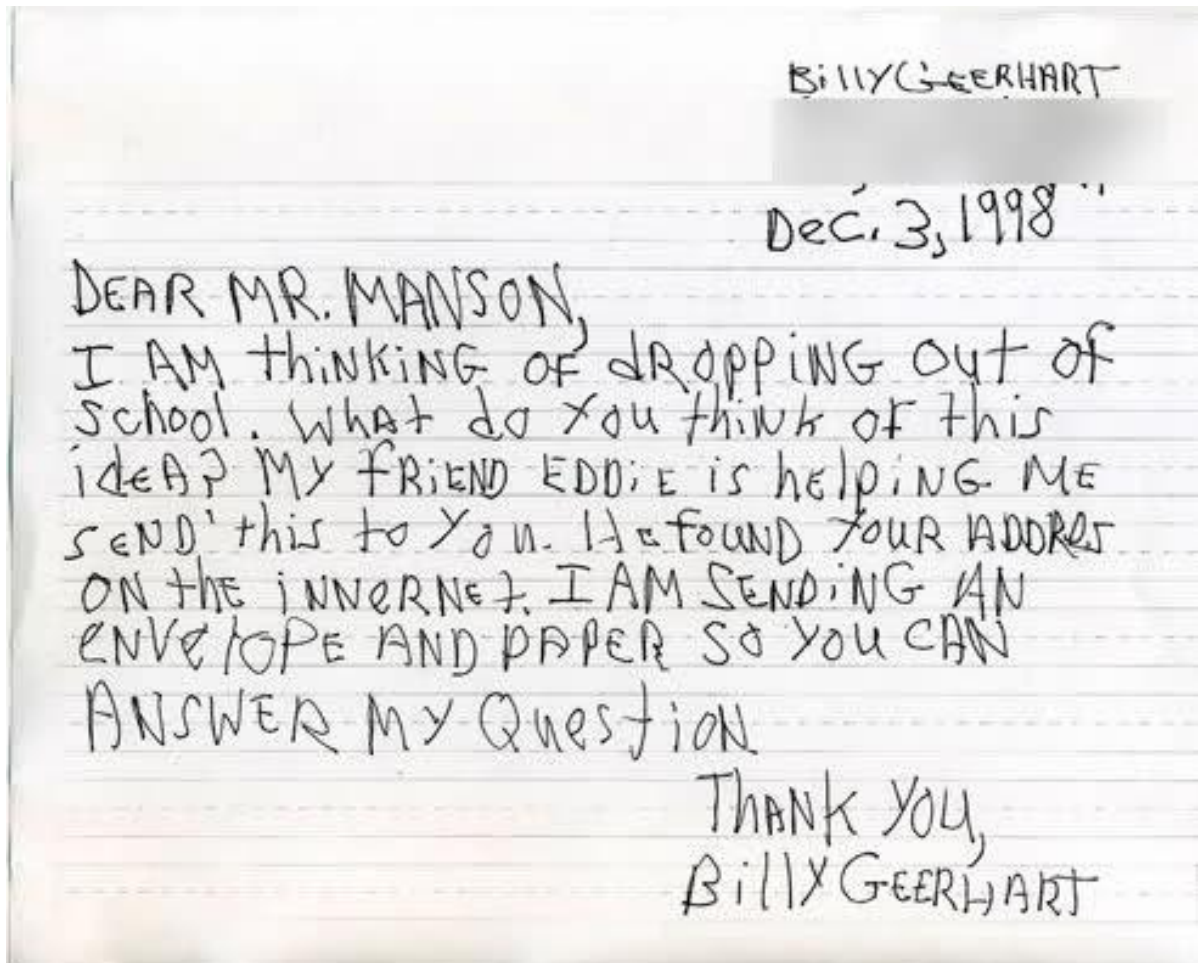 BillY GEERHART
Dec. 3, 1998
DEAR MR. MANSON,
I AM thiNKiNG OF dROPPiNG Out of
School. WhAt do You thiNk of this
ideA? MY fRiEND EDDiE is helpiNG ME
SEND this to You. He foUND YOUR ADDRes
ON thE iNNeRNEt. I AM SENDiNG AN
eNVelOPE AND PAPER SO YOU CAN
ANSWER MY QuestiON
ThANK YOU,
BillY GEERHART